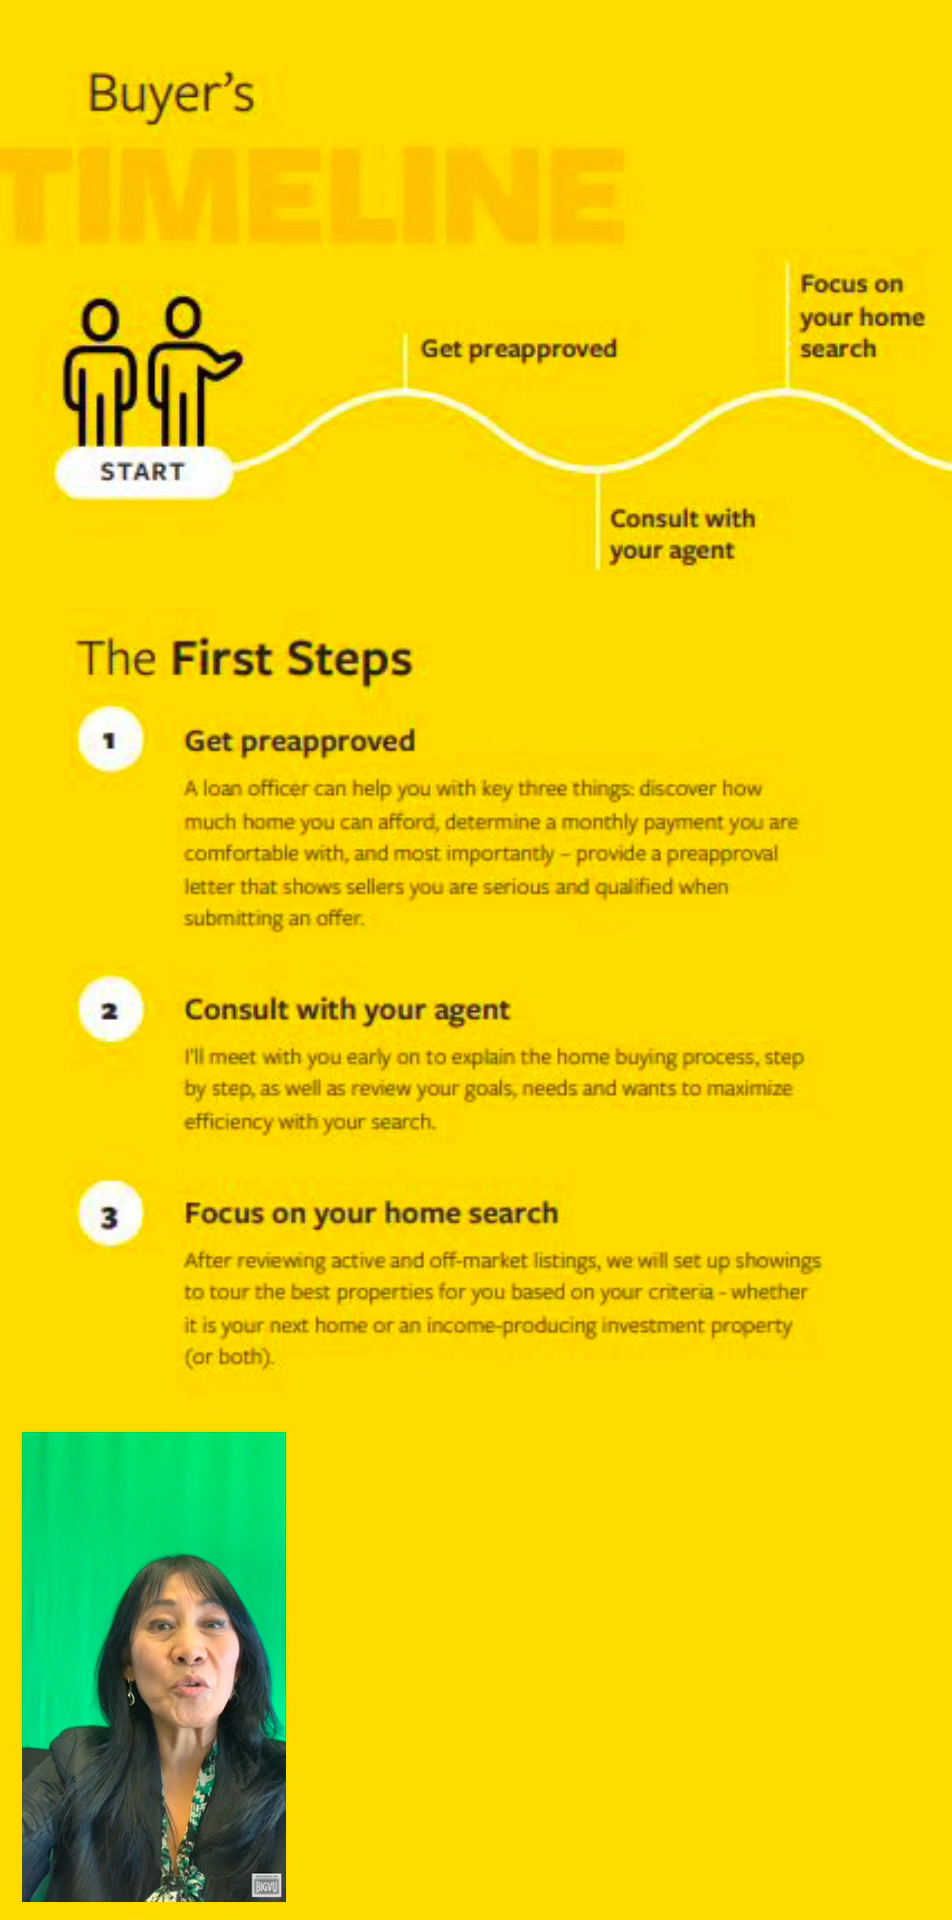 Buyer’s
TIMELINE
Focus on
your home
search
Get preapproved
START
Consult with
your agent
The First Steps
1
Get preapproved
A loan officer can help you with key three things: discover how
much home you can afford, determine a monthly payment you are
comfortable with, and most importantly – provide a preapproval
letter that shows sellers you are serious and qualified when
submitting an offer.
2
Consult with your agent
I'll meet with you early on to explain the home buying process, step
by step, as well as review your goals, needs and wants to maximize
efficiency with your search.
3
Focus on your home search
After reviewing active and off-market listings, we will set up showings
to tour the best properties for you based on your criteria - whether
it is your next home or an income-producing investment property
(or both).
BIGVU